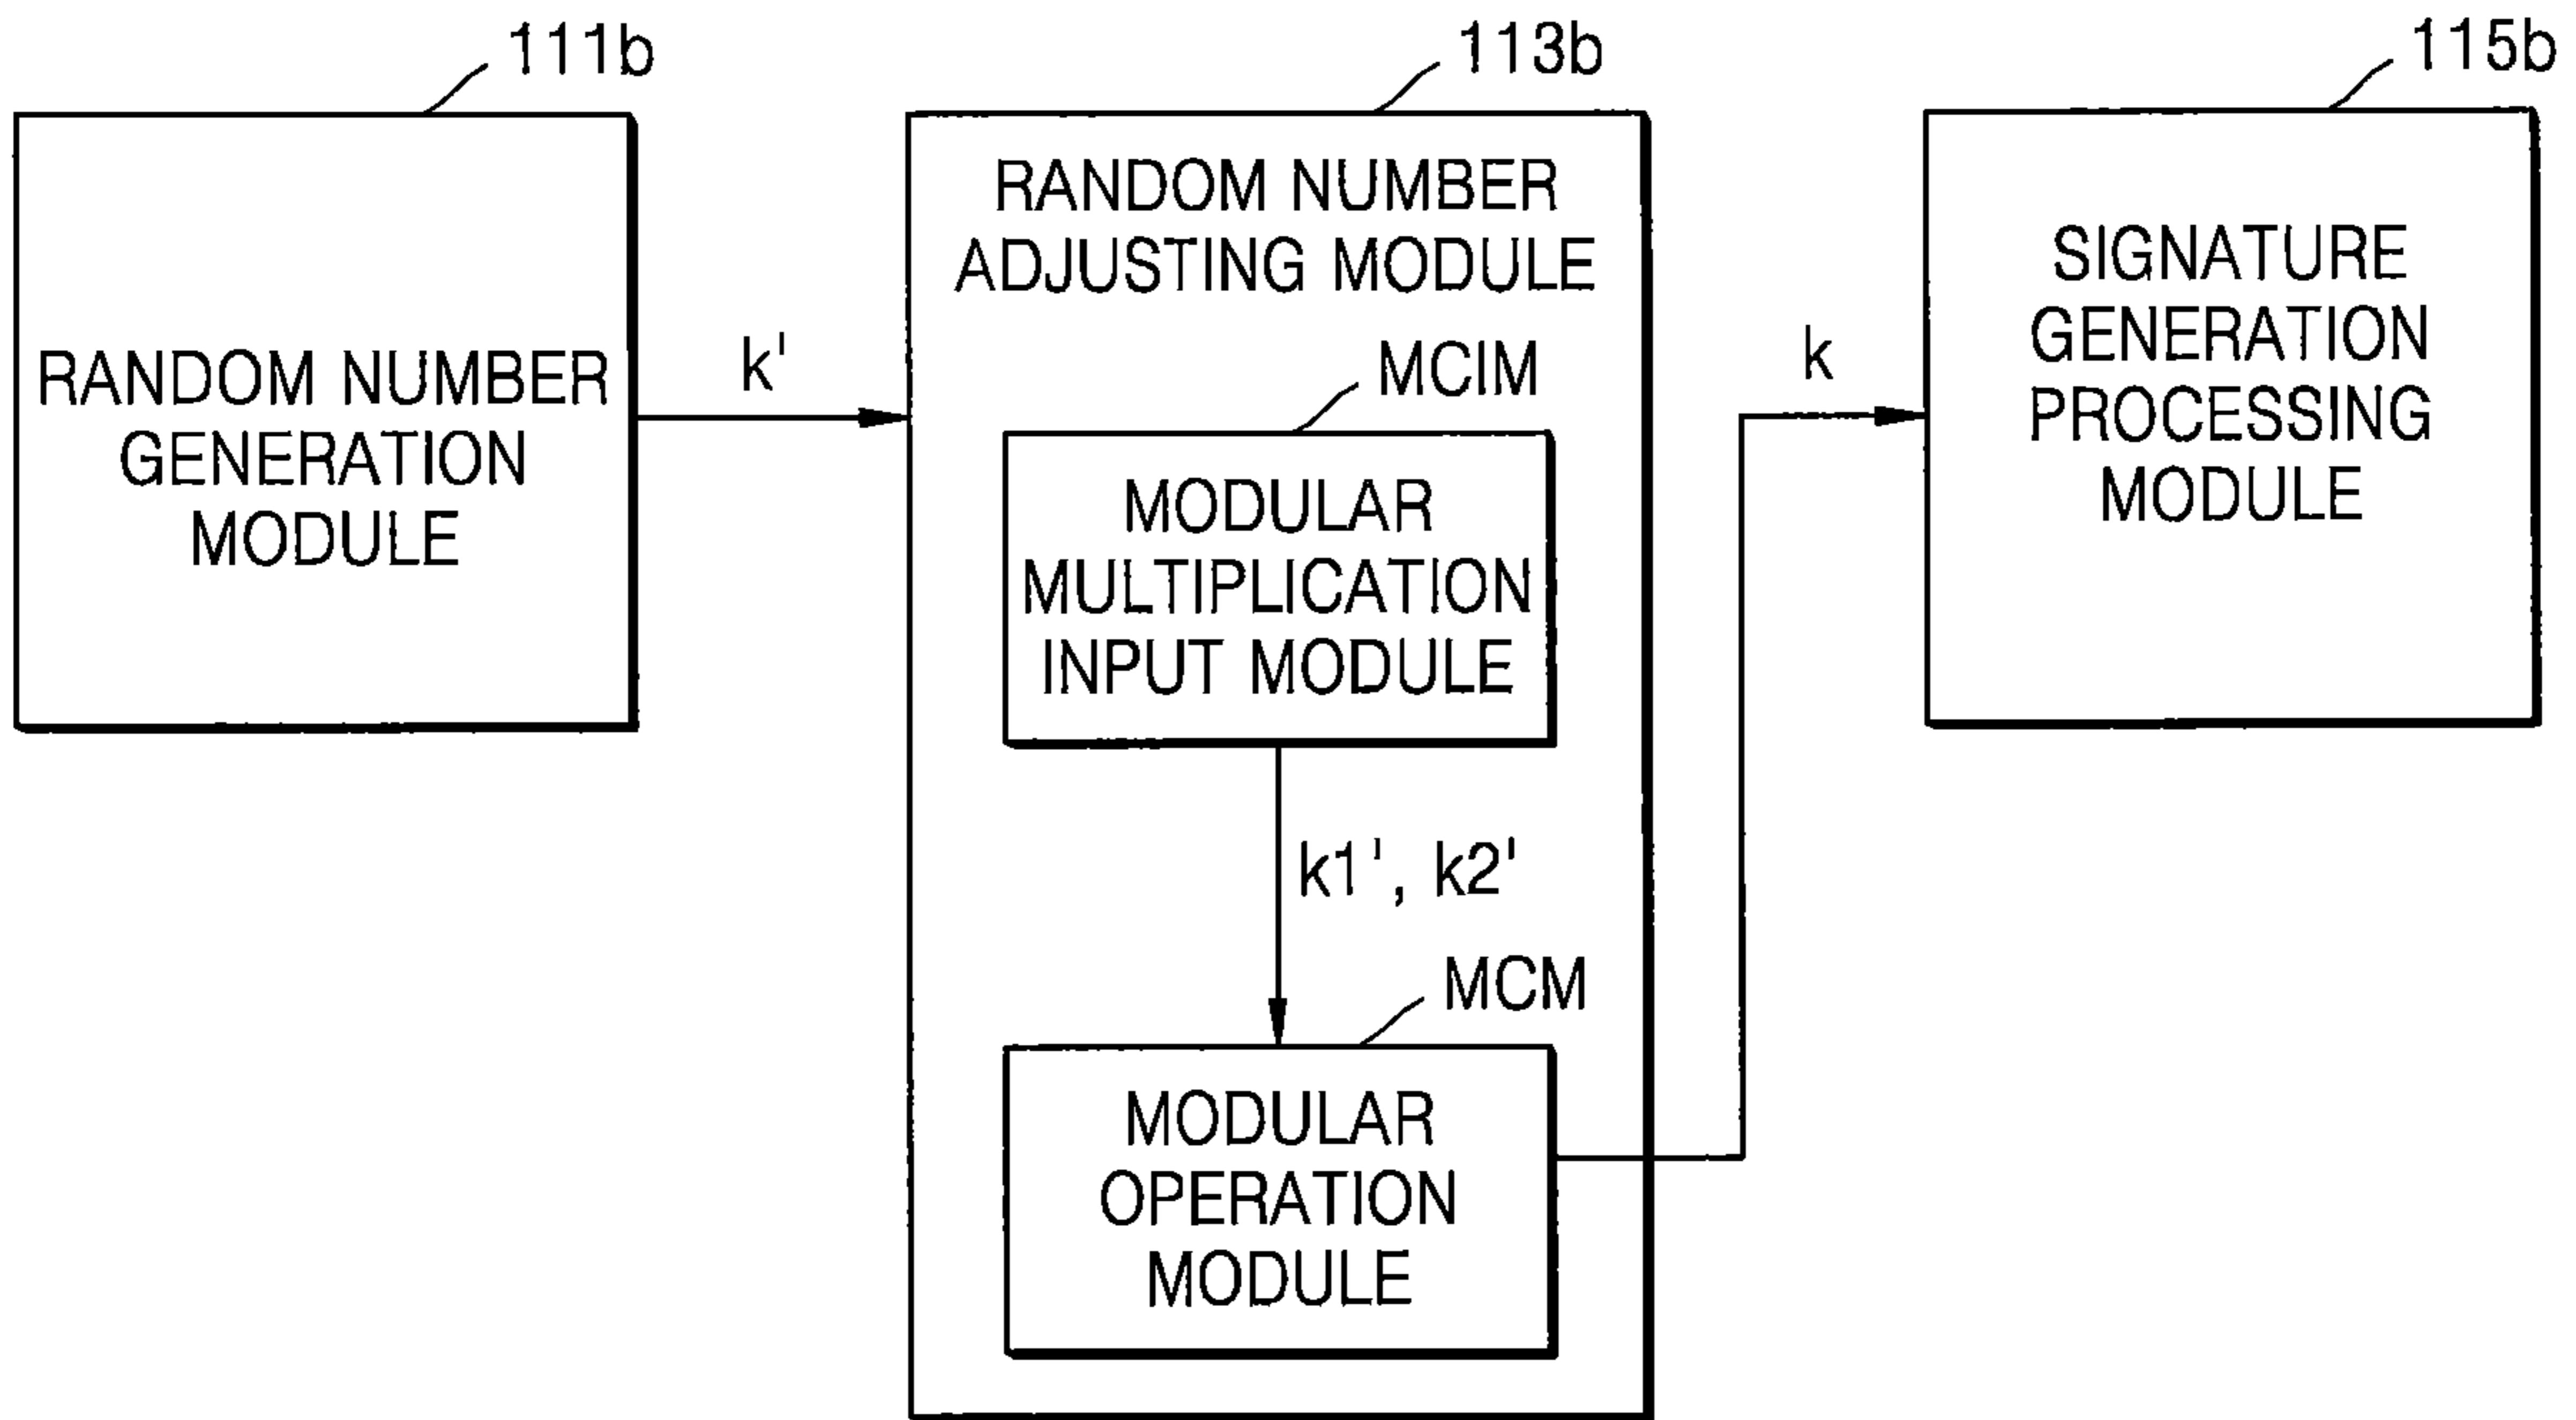 111b
RANDOM NUMBER
GENERATION
MODULE
k'
113b
RANDOM NUMBER
ADJUSTING MODULE
MCIM
MODULAR
MULTIPLICATION
INPUT MODULE
k1', k2'
MCM
MODULAR
OPERATION
MODULE
k
115b
SIGNATURE
GENERATION
PROCESSING
MODULE